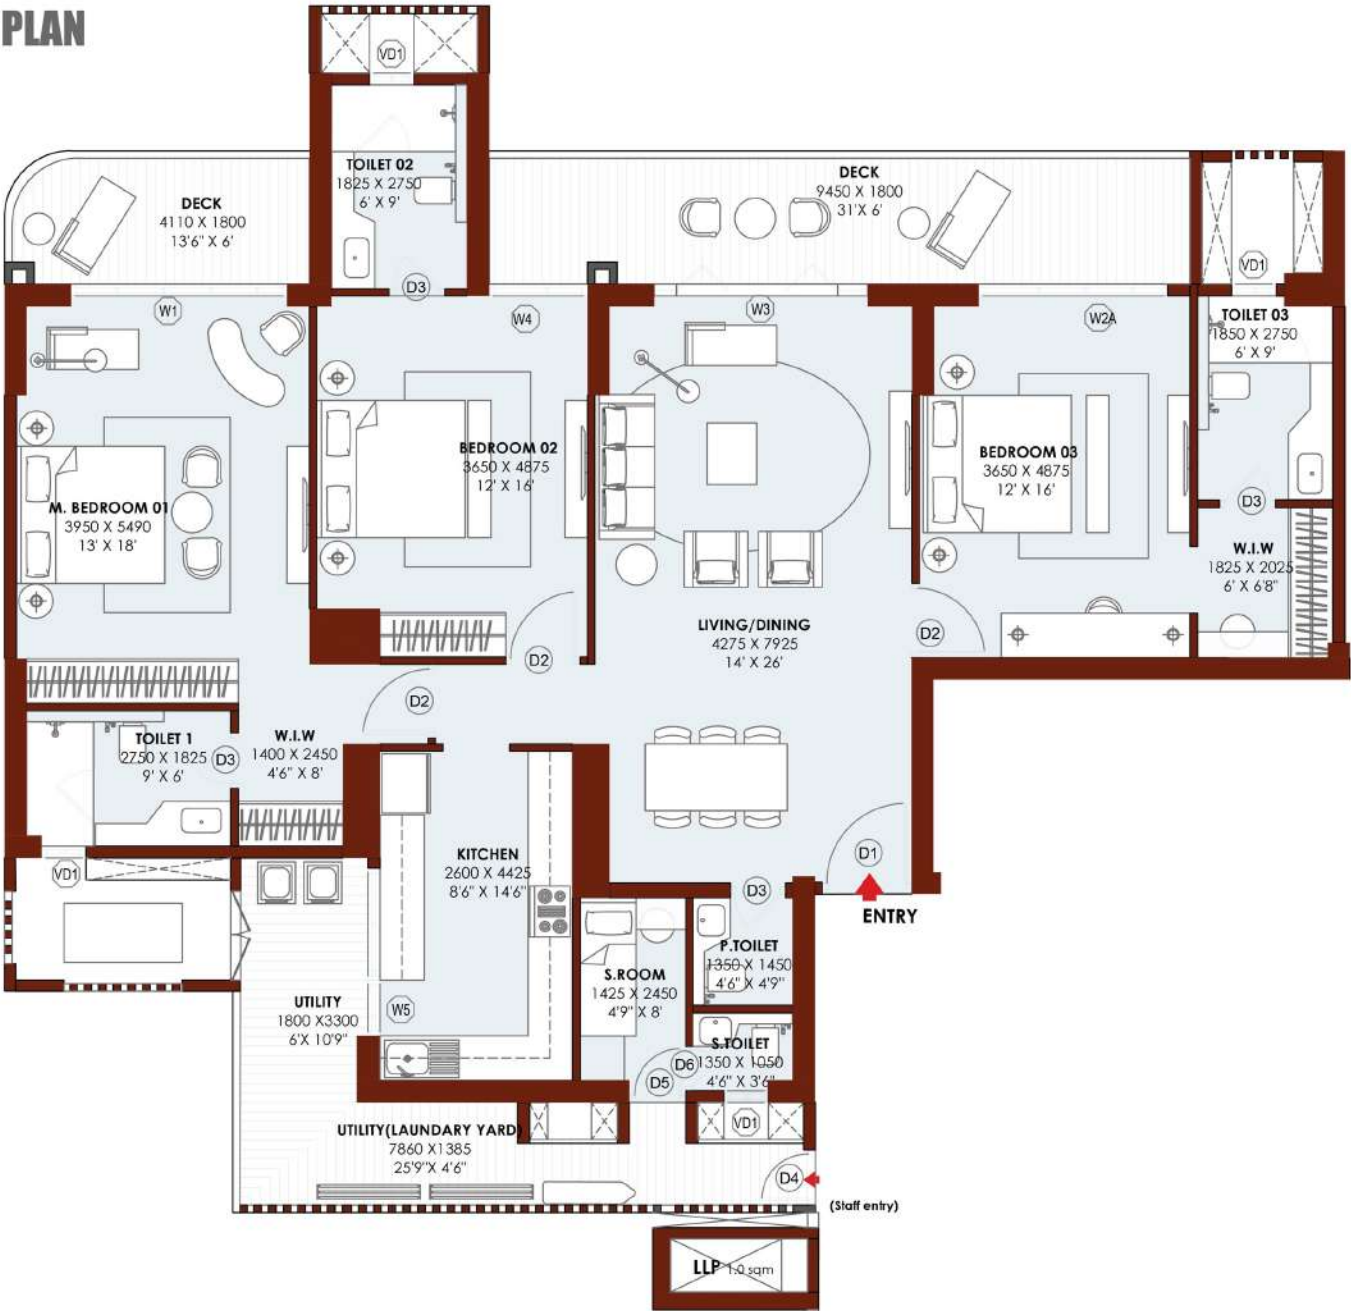 PLAN
VD1
TOILET 02
1825 X 2750
6' X 9'
DECK
4110 X 1800
13'6" X 6'
DECK
9450 X 1800
31'X 6'
VD1
D3
W1
W4
W3
W2A
TOILET 03
1850 X 2750
6' X 9'
M. BEDROOM 01
3950 X 5490
13' X 18'
BEDROOM 02
3650 X 4875
12' X 16'
BEDROOM 03
3650 X 4875
12' X 16'
D3
W.I.W
1825 X 2025
6' X 6'8"
LIVING/DINING
4275 X 7925
14' X 26'
D2
D2
D2
TOILET 1
2750 X 1825
9' X 6'
D3
W.I.W
1400 X 2450
4'6" X 8'
VD1
KITCHEN
2600 X 4425
8'6" X 14'6"
D1
ENTRY
D3
P.TOILET
1350 X 1450
4'6" X 4'9"
S.ROOM
1425 X 2450
4'9" X 8'
UTILITY
1800 X3300
6'X 10'9"
W5
S.TOILET
1350 X 1050
4'6" X 3'6"
D6
D5
VD1
UTILITY(LAUNDARY YARD)
7860 X1385
25'9"X 4'6"
D4
(Staff entry)
LLP 1.0 sqm